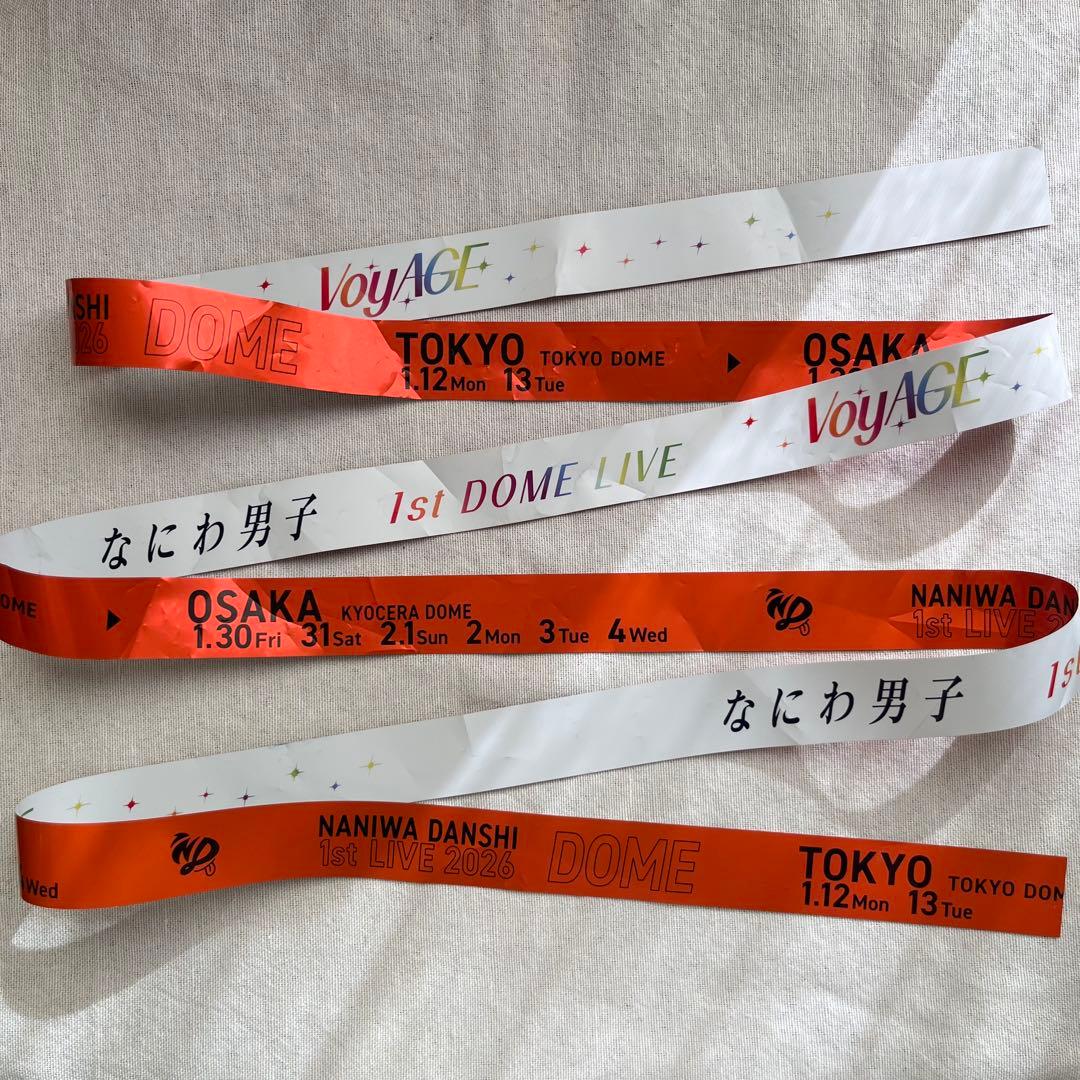 VoyAGE
SHI
026
DOME
TOKYO TOKYO DOME
1.12 Mon 13 Tue
OSAKA
VoyAGE
1st DOME LIVE
なにわ男子
OME
OSAKA KYOCERA DOME
1.30 Fri 31 Sat 2.1 Sun 2 Mon 3 Tue 4 Wed
NANIWA DAN
1st LIVE 2
1st
なにわ男子
Wed
NANIWA DANSHI
1st LIVE 2026
DOME
TOKYO TOKYO DOM
1.12 Mon 13 Tue